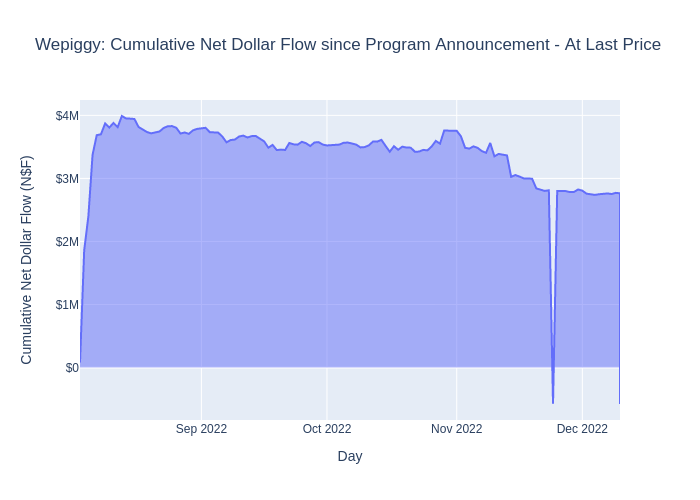 Wepiggy: Cumulative Net Dollar Flow since Program Announcement - At Last Price
Cumulative Net Dollar Flow (N$F)
$4M
$3M
$2M
$1M
$0
Sep 2022
Oct 2022
Nov 2022
Dec 2022
Day